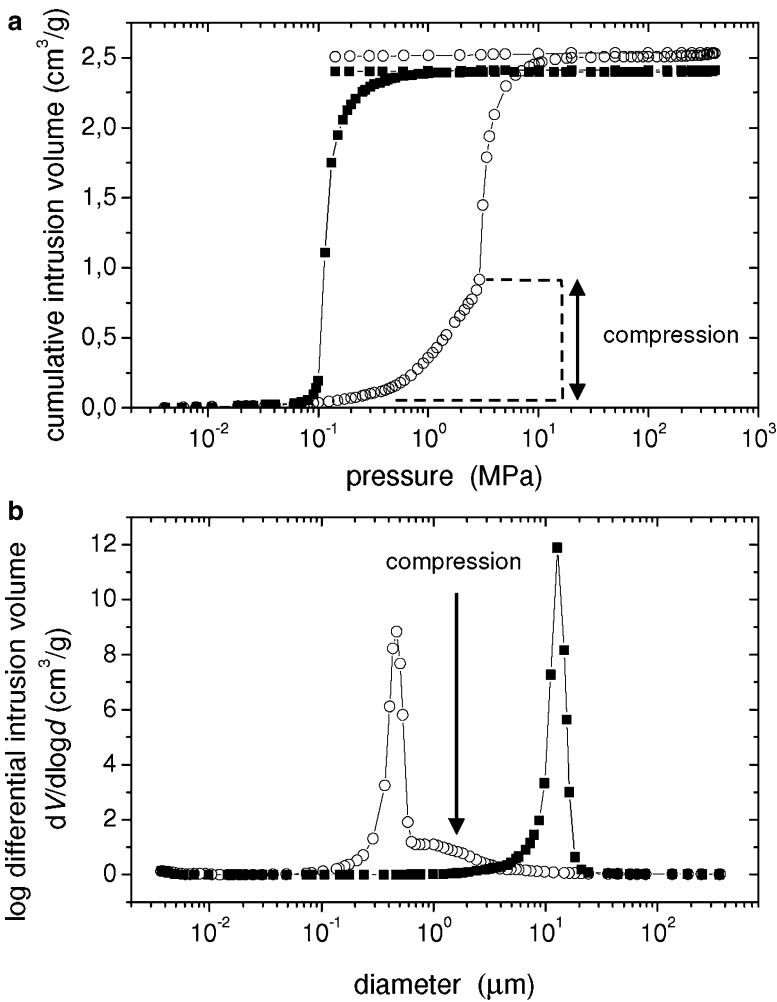 a
cumulative intrusion volume (cm³/g)
2,5
2,0
1,5
1,0
0,5
0,0
compression
10⁻²
10⁻¹
10⁰
10¹
10²
10³
pressure (MPa)
b
log differential intrusion volume
dV/dlogd (cm³/g)
12
10
8
6
4
2
0
compression
10⁻²
10⁻¹
10⁰
10¹
10²
diameter (μm)